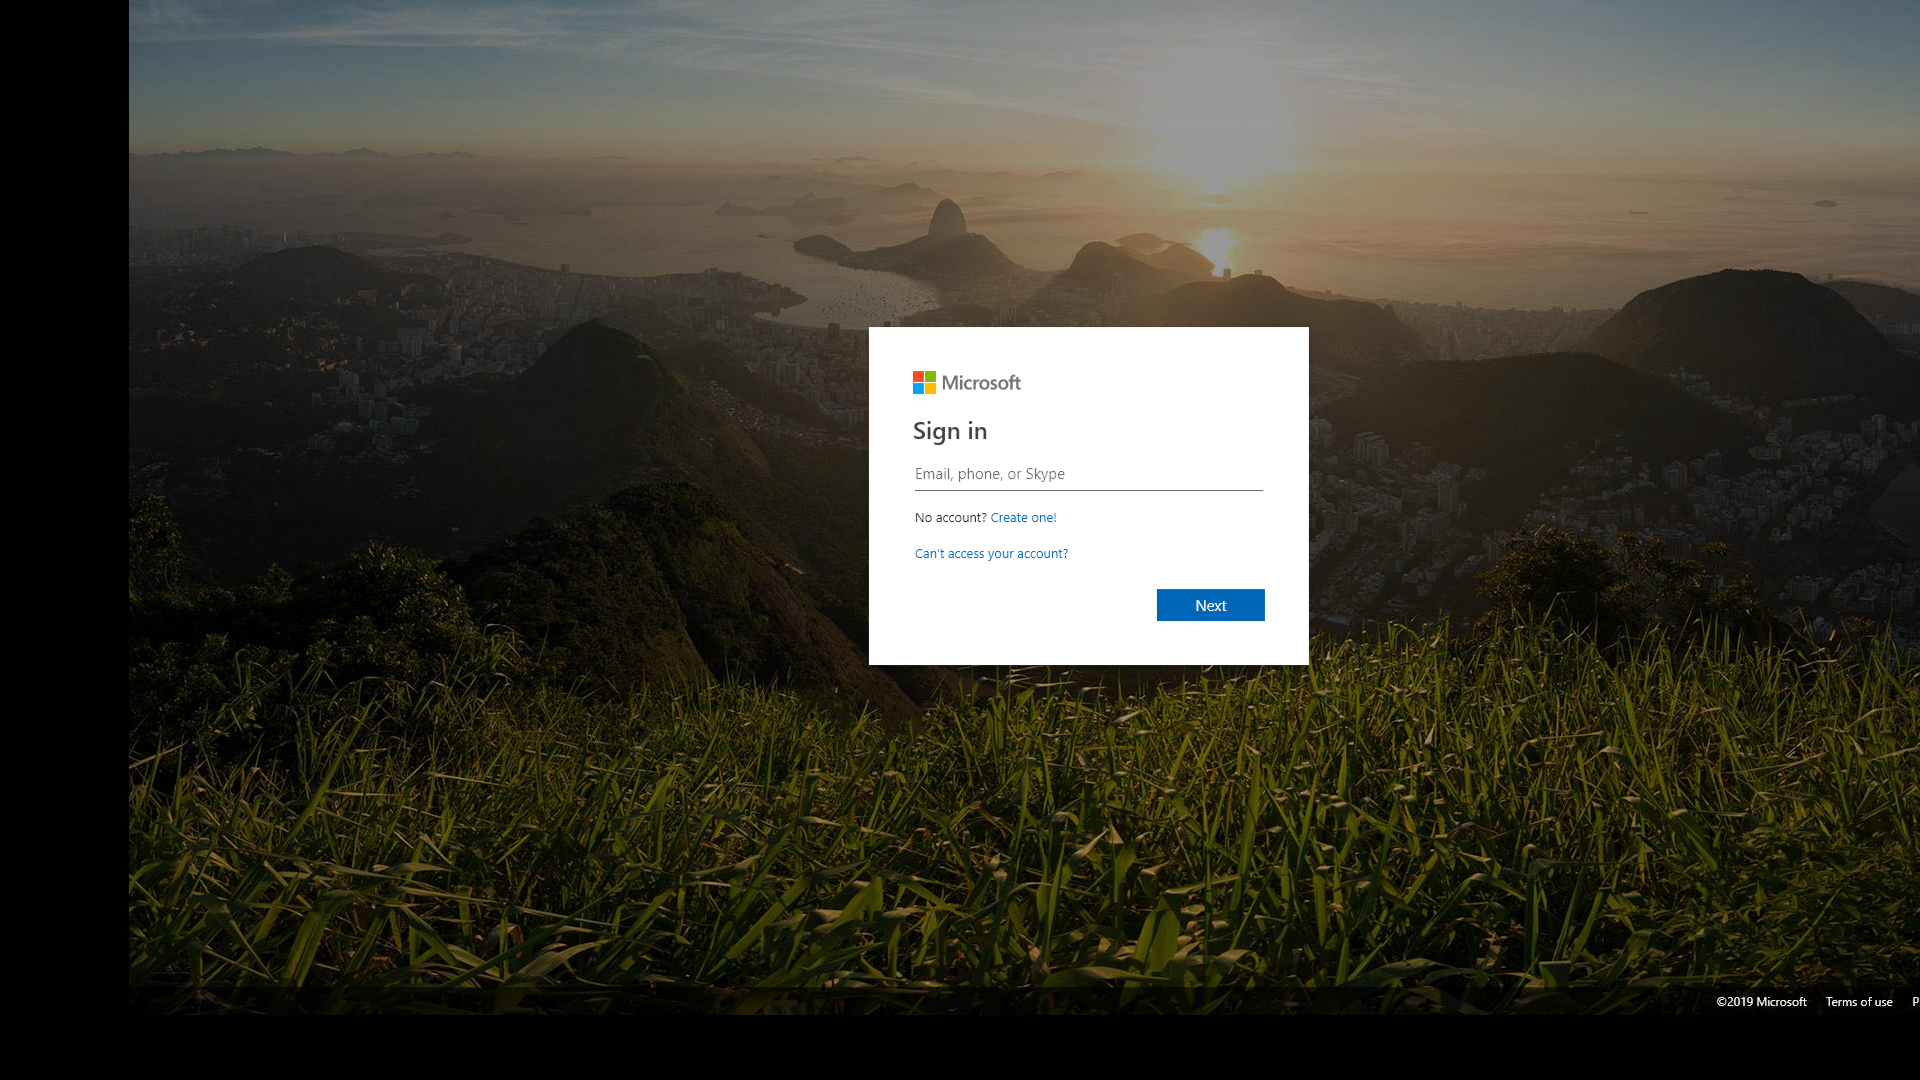 Microsoft
Sign in
Email, phone, or Skype
No account? Create one!
Can't access your account?
Next
©2019 Microsoft Terms of use P